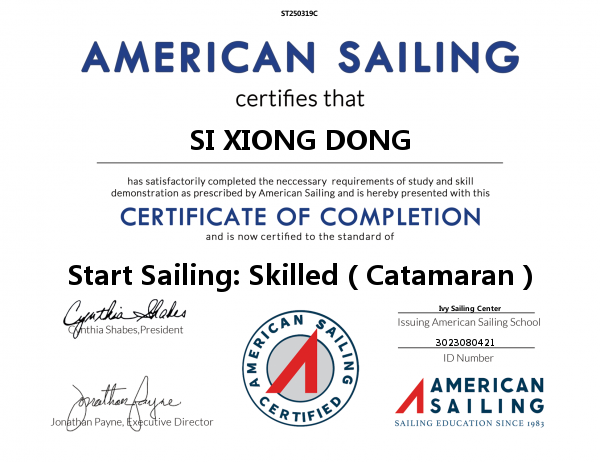 ST250319C
AMERICAN SAILING
certifies that
SI XIONG DONG
has satisfactorily completed the neccessary requirements of study and skill
demonstration as prescribed by American Sailing and is hereby presented with this
CERTIFICATE OF COMPLETION
and is now certified to the standard of
Start Sailing: Skilled ( Catamaran )
Cynthia Shabes
Cynthia Shabes,President
Jonathan Payne
Jonathan Payne, Executive Director
AMERICAN SAILING
CERTIFIED
Ivy Sailing Center
Issuing American Sailing School
3023080421
ID Number
AMERICAN
SAILING
SAILING EDUCATION SINCE 1983